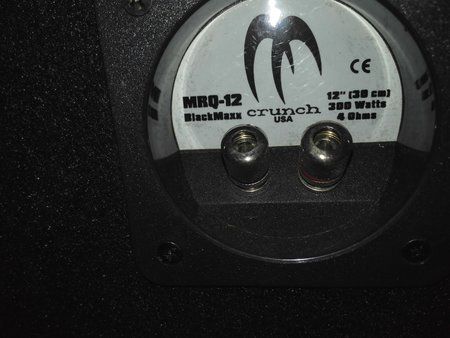 MRQ-12
BlackMaxx
crunch
USA
CE
12" (30 cm)
300 Watts
4 Ohms